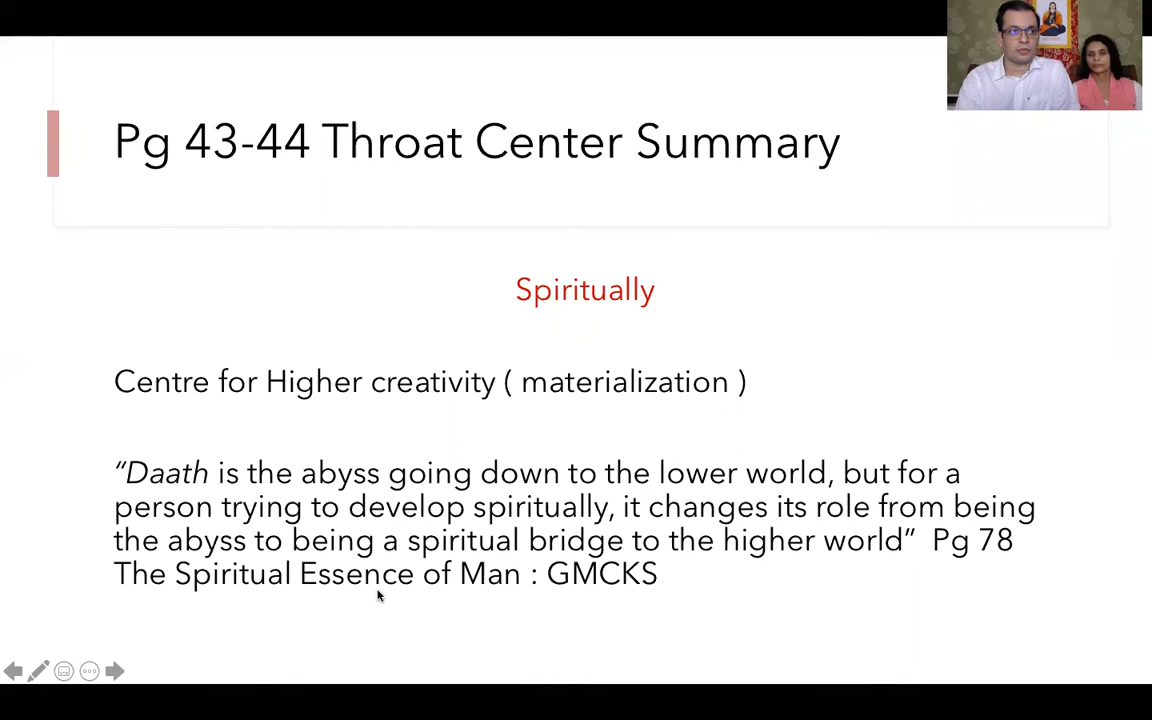 Pg 43-44 Throat Center Summary
Spiritually
Centre for Higher creativity ( materialization )
“Daath is the abyss going down to the lower world, but for a
person trying to develop spiritually, it changes its role from being
the abyss to being a spiritual bridge to the higher world”  Pg 78
The Spiritual Essence of Man : GMCKS